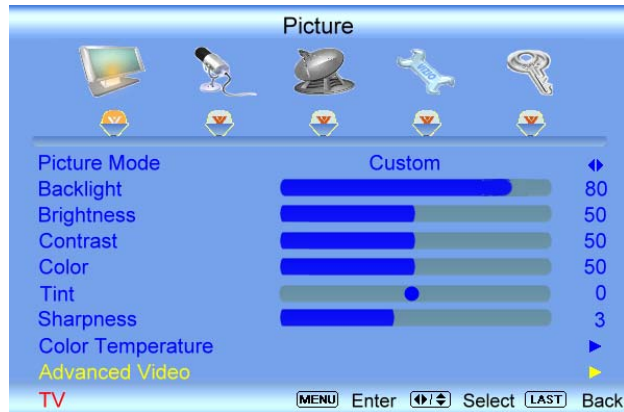 Picture
Picture Mode Custom
Backlight 80
Brightness 50
Contrast 50
Color 50
Tint 0
Sharpness 3
Color Temperature
Advanced Video
TV MENU Enter Select LAST Back